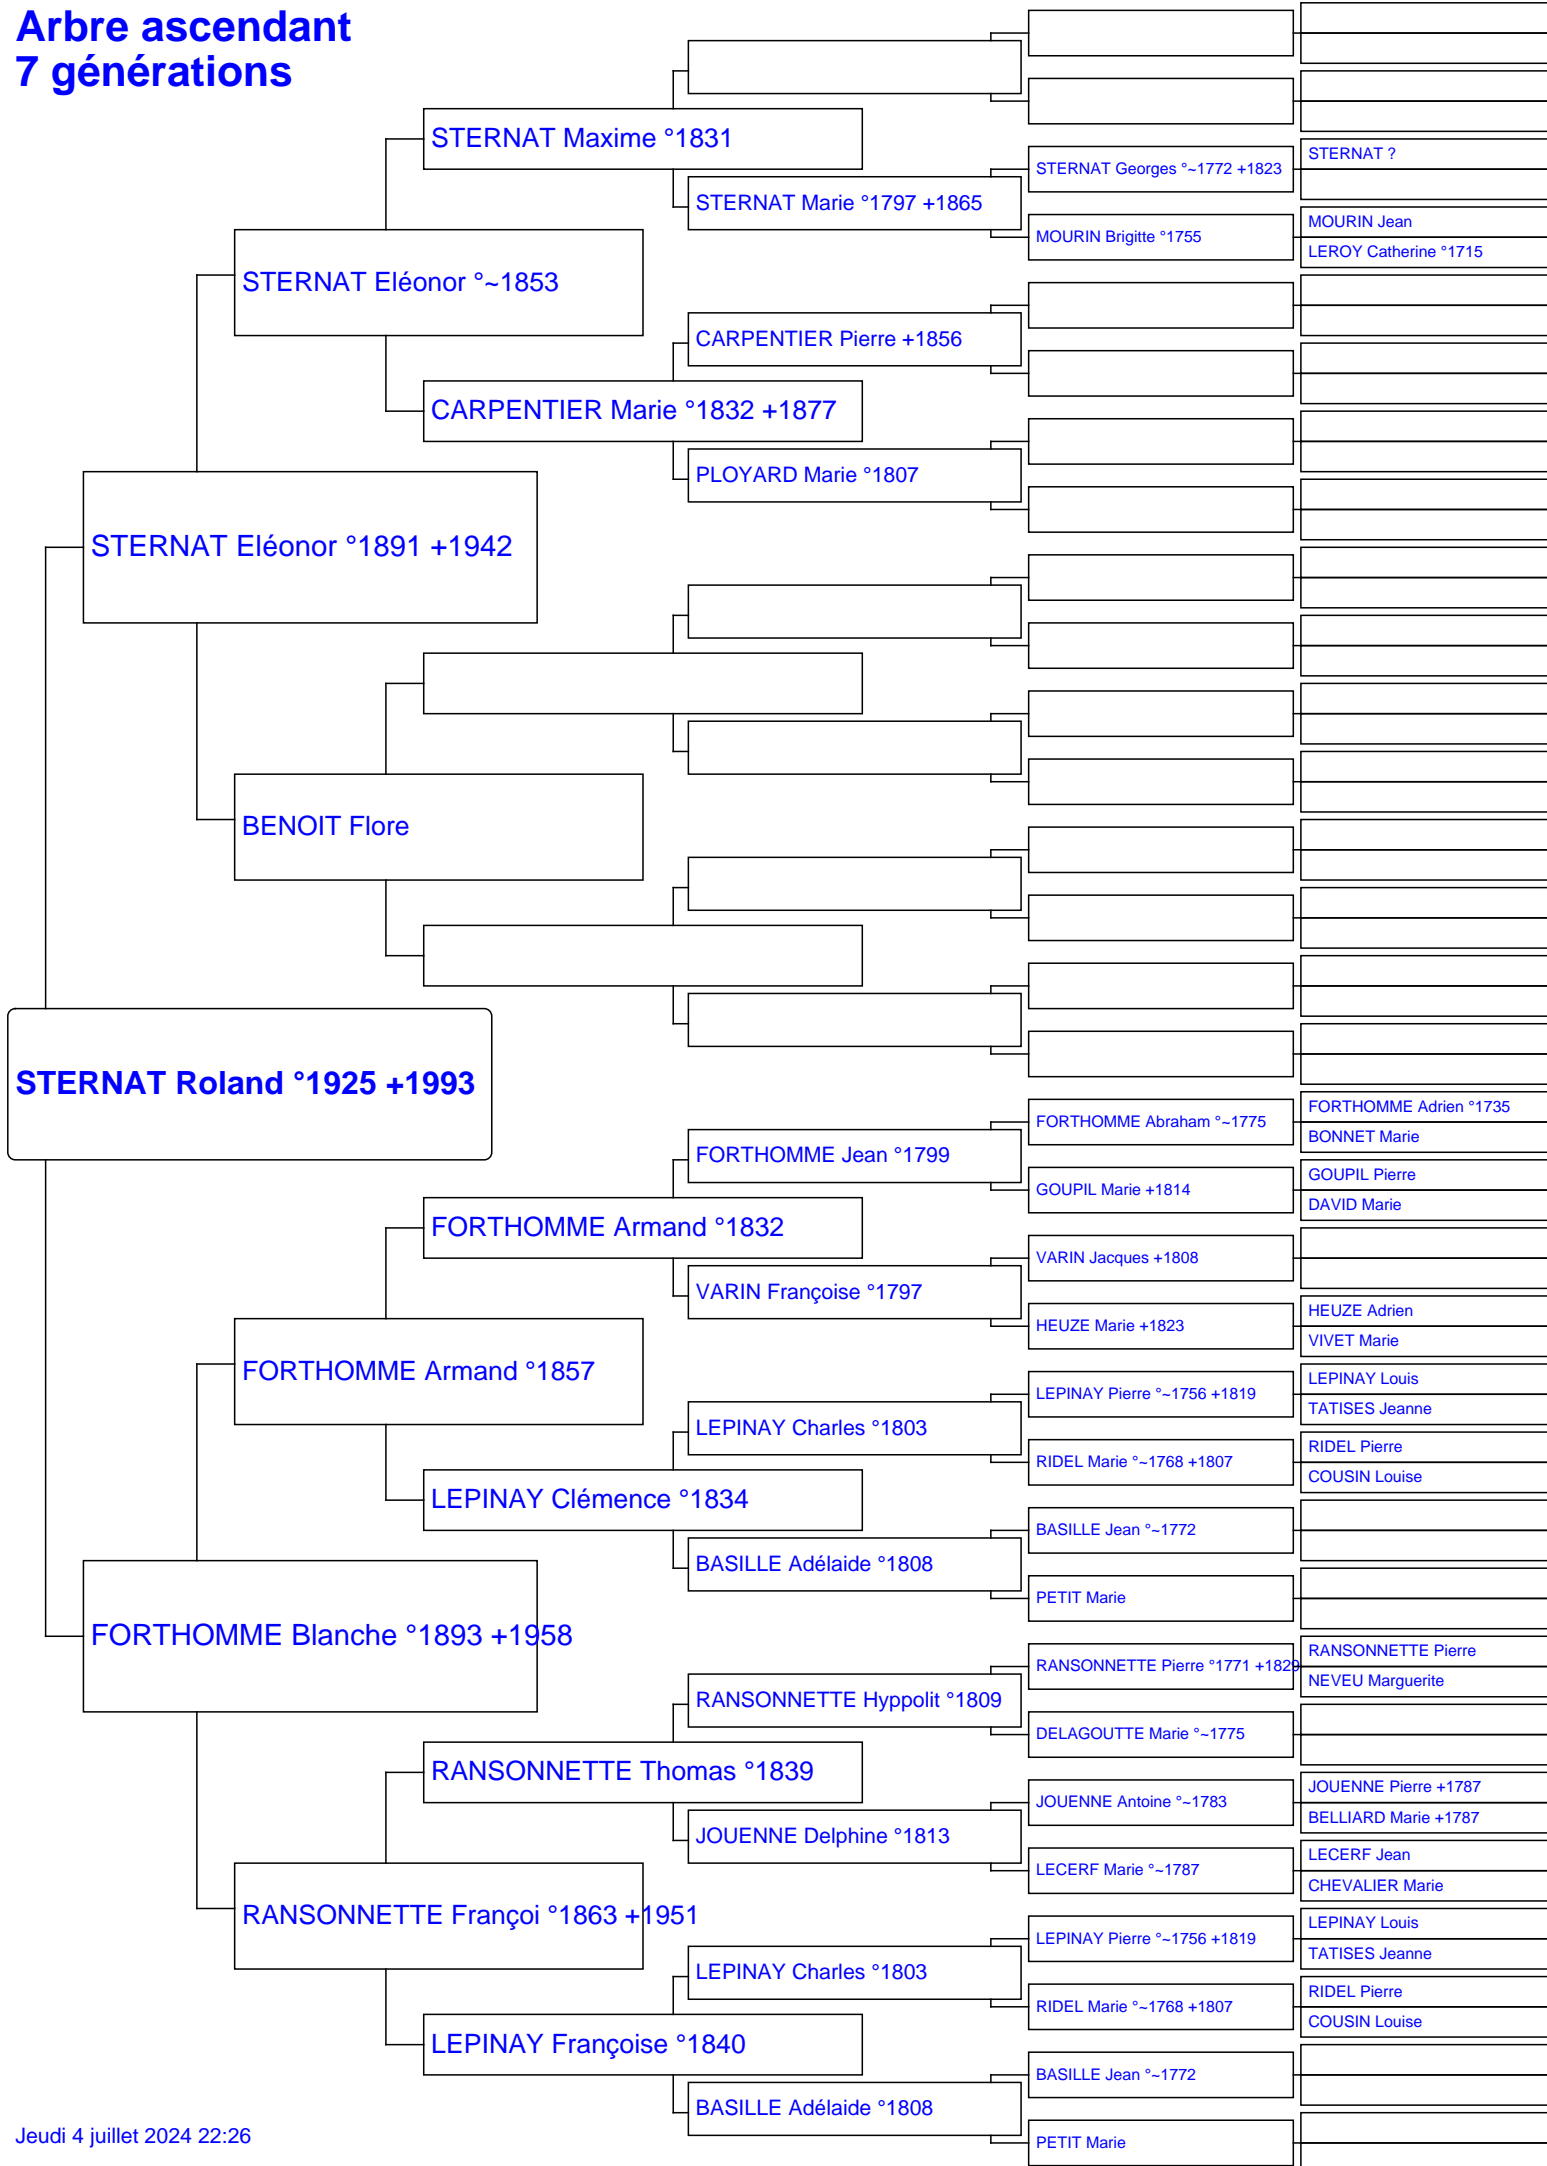 Arbre ascendant
7 générations
STERNAT Maxime °1831
STERNAT ?
STERNAT Georges °~1772 +1823
STERNAT Marie °1797 +1865
MOURIN Jean
MOURIN Brigitte °1755
LEROY Catherine °1715
STERNAT Eléonor °~1853
CARPENTIER Pierre +1856
CARPENTIER Marie °1832 +1877
PLOYARD Marie °1807
STERNAT Eléonor °1891 +1942
BENOIT Flore
STERNAT Roland °1925 +1993
FORTHOMME Adrien °1735
FORTHOMME Abraham °~1775
BONNET Marie
FORTHOMME Jean °1799
GOUPIL Pierre
GOUPIL Marie +1814
DAVID Marie
FORTHOMME Armand °1832
VARIN Jacques +1808
VARIN Françoise °1797
HEUZE Adrien
HEUZE Marie +1823
VIVET Marie
FORTHOMME Armand °1857
LEPINAY Louis
LEPINAY Pierre °~1756 +1819
TATISES Jeanne
LEPINAY Charles °1803
RIDEL Pierre
RIDEL Marie °~1768 +1807
COUSIN Louise
LEPINAY Clémence °1834
BASILLE Jean °~1772
BASILLE Adélaide °1808
PETIT Marie
FORTHOMME Blanche °1893 +1958
RANSONNETTE Pierre
RANSONNETTE Pierre °1771 +1829
NEVEU Marguerite
RANSONNETTE Hyppolit °1809
DELAGOUTTE Marie °~1775
RANSONNETTE Thomas °1839
JOUENNE Pierre +1787
JOUENNE Antoine °~1783
BELLIARD Marie +1787
JOUENNE Delphine °1813
LECERF Jean
LECERF Marie °~1787
CHEVALIER Marie
RANSONNETTE Françoi °1863 +1951
LEPINAY Louis
LEPINAY Pierre °~1756 +1819
TATISES Jeanne
LEPINAY Charles °1803
RIDEL Pierre
RIDEL Marie °~1768 +1807
COUSIN Louise
LEPINAY Françoise °1840
BASILLE Jean °~1772
BASILLE Adélaide °1808
PETIT Marie
Jeudi 4 juillet 2024 22:26